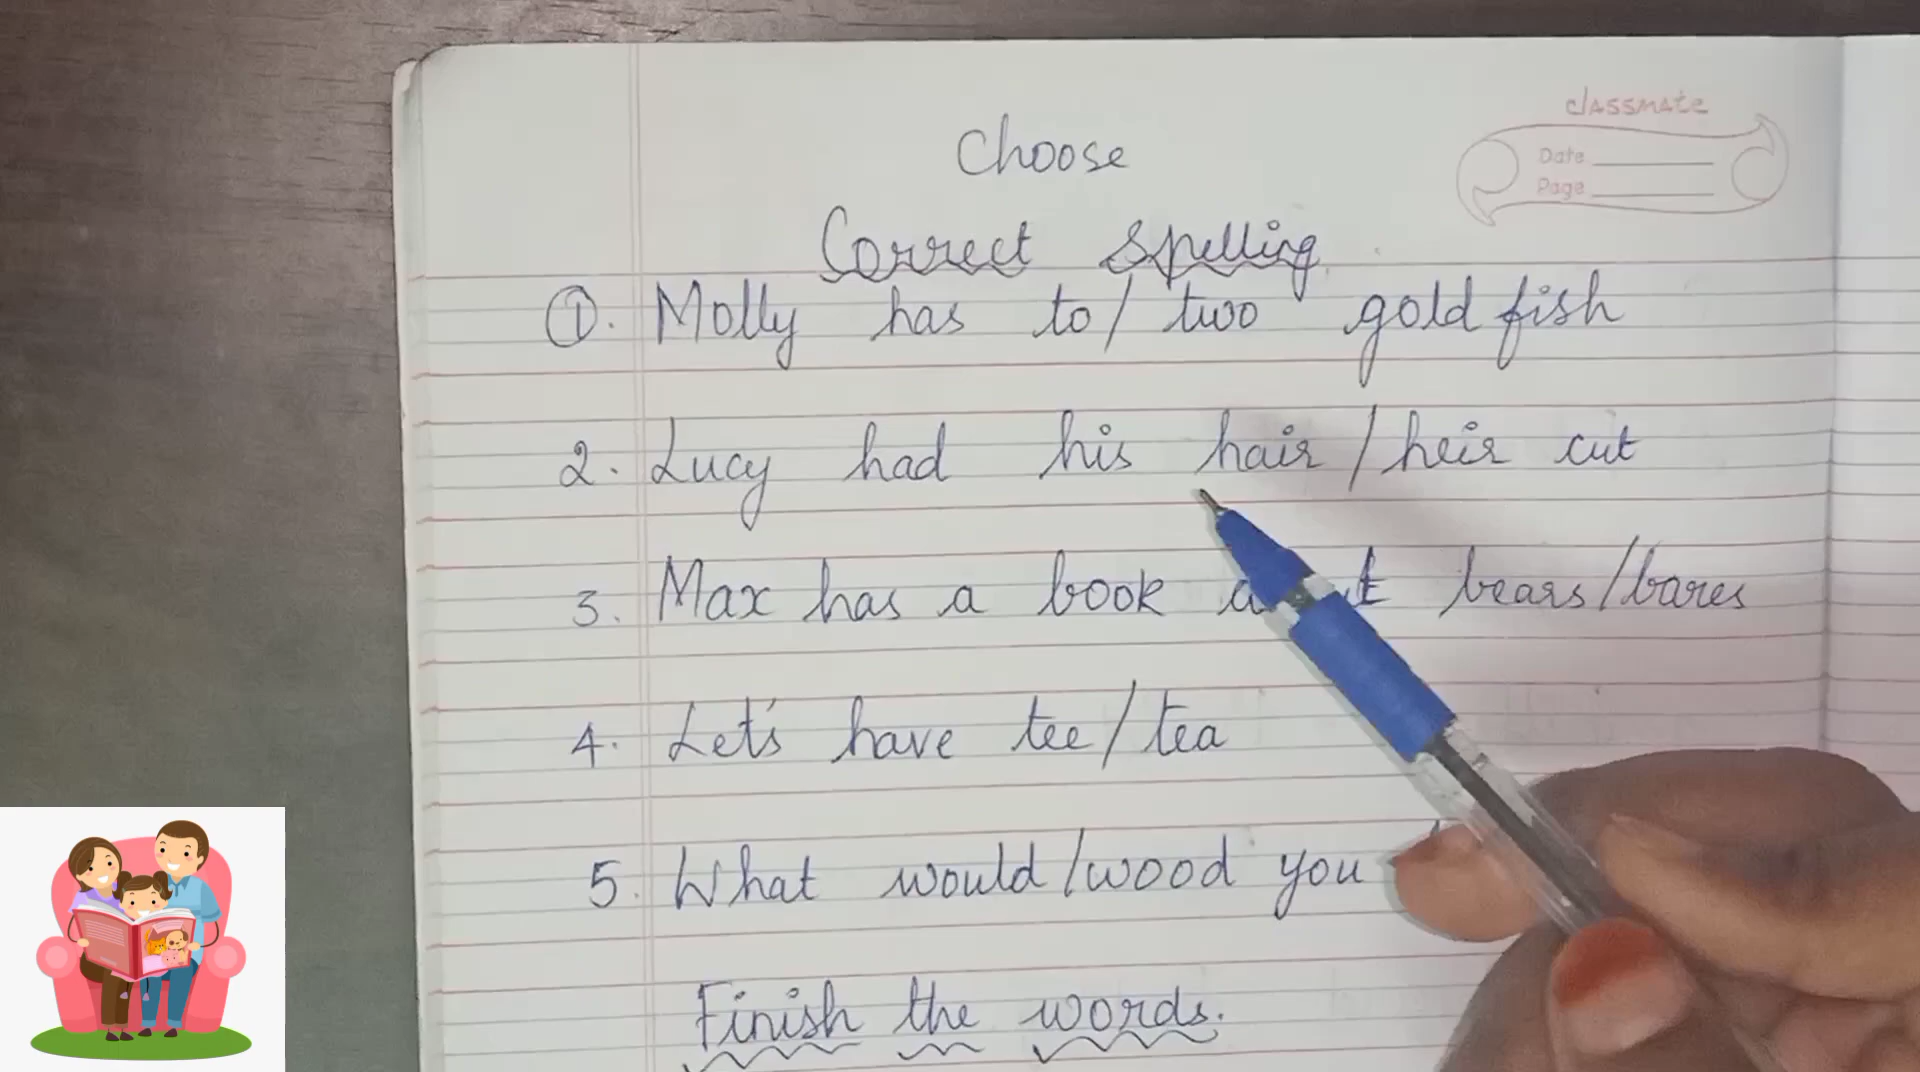 classmate
Date
Page
Choose
Correct Spelling
1. Molly has to/ two gold fish
2. Lucy had his hair /heir cut
3. Max has a book bears/bares
4. Let's have tee/tea
5. What would/wood you
Finish the words.